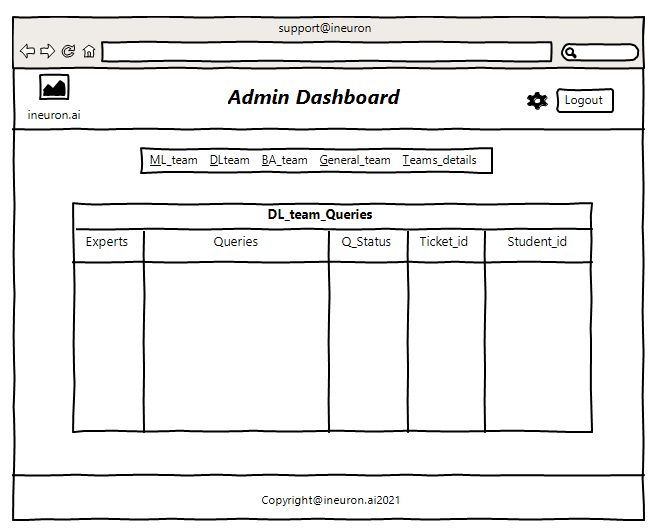 support@ineuron
ineuron.ai
Admin Dashboard
Logout
ML_team DLteam BA_team General_team Teams_details
DL_team_Queries
Experts Queries Q_Status Ticket_id Student_id
Copyright@ineuron.ai2021